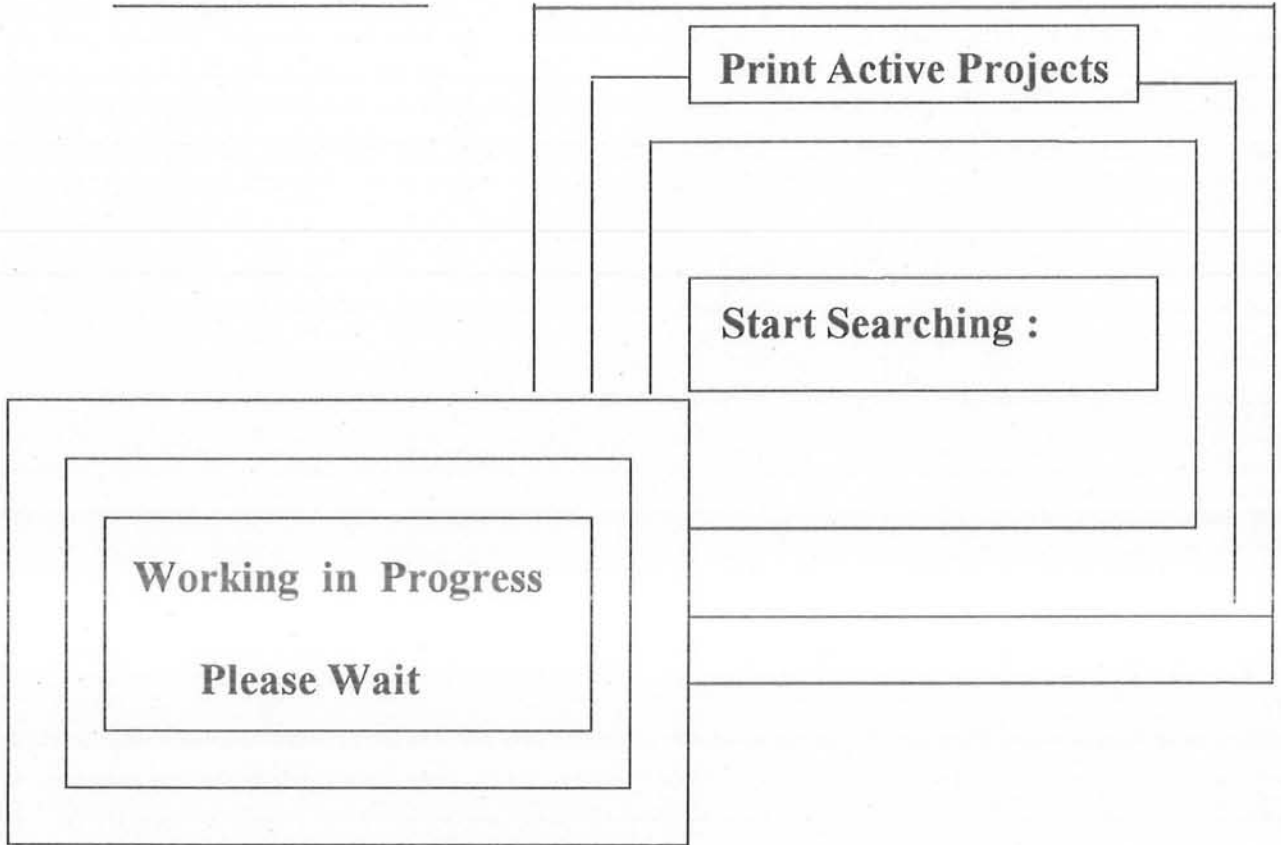 Print Active Projects
Start Searching :
Working in Progress
Please Wait